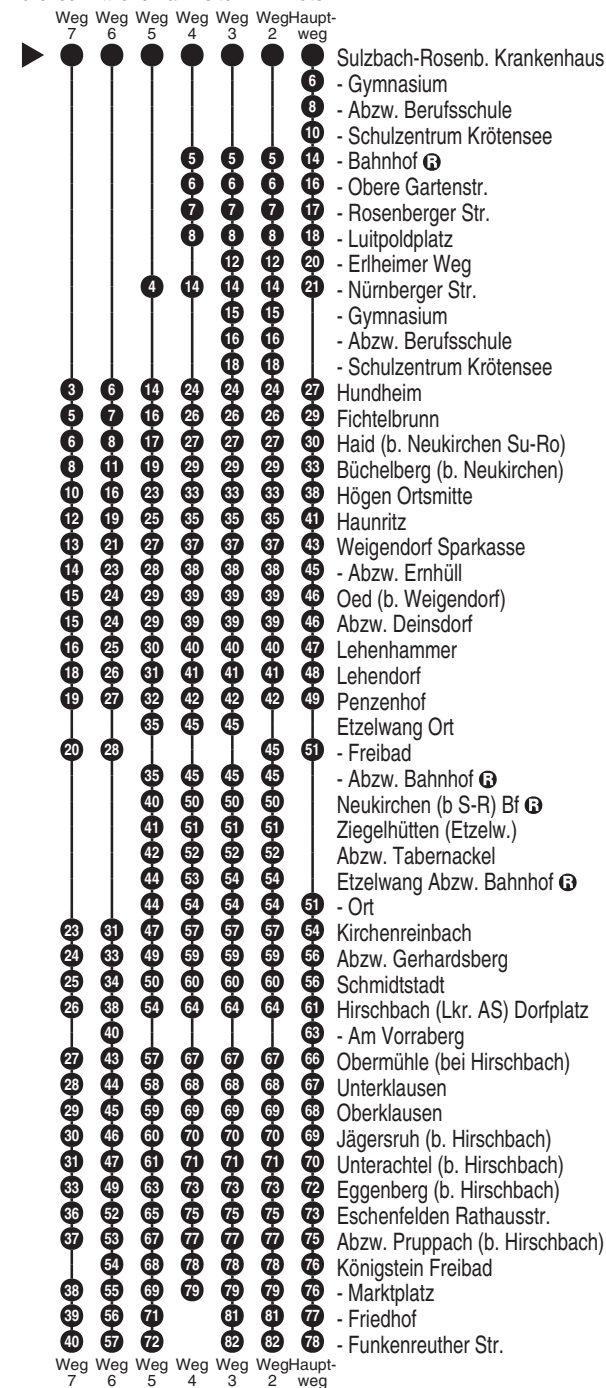 Weg Weg Weg Weg Weg Weg Haupt-
7 6 5 4 3 2 weg
Sulzbach-Rosenb. Krankenhaus
6 - Gymnasium
8 - Abzw. Berufsschule
10 - Schulzentrum Krötensee
5 5 5 14 - Bahnhof R
6 6 6 16 - Obere Gartenstr.
7 7 7 17 - Rosenberger Str.
8 8 8 18 - Luitpoldplatz
12 12 20 - Erlheimer Weg
4 14 14 14 21 - Nürnberger Str.
15 15 - Gymnasium
16 16 - Abzw. Berufsschule
18 18 - Schulzentrum Krötensee
3 6 14 24 24 24 27 Hundheim
5 7 16 26 26 26 29 Fichtelbrunn
6 8 17 27 27 27 30 Haid (b. Neukirchen Su-Ro)
8 11 19 29 29 29 33 Büchelberg (b. Neukirchen)
10 16 23 33 33 33 38 Högen Ortsmitte
12 19 25 35 35 35 41 Haunritz
13 21 27 37 37 37 43 Weigendorf Sparkasse
14 23 28 38 38 38 45 - Abzw. Ernhüll
15 24 29 39 39 39 46 Oed (b. Weigendorf)
15 24 29 39 39 39 46 Abzw. Deinsdorf
16 25 30 40 40 40 47 Lehenhammer
18 26 31 41 41 41 48 Lehendorf
19 27 32 42 42 42 49 Penzenhof
35 45 45 Etzelwang Ort
20 28 45 51 - Freibad
35 45 45 45 - Abzw. Bahnhof R
40 50 50 50 Neukirchen (b S-R) Bf R
41 51 51 51 Ziegelhütten (Etzelw.)
42 52 52 52 Abzw. Tabernackel
44 53 54 54 Etzelwang Abzw. Bahnhof R
44 54 54 54 51 - Ort
23 31 47 57 57 57 54 Kirchenreinbach
24 33 49 59 59 59 56 Abzw. Gerhardsberg
25 34 50 60 60 60 56 Schmidtstadt
26 38 54 64 64 64 61 Hirschbach (Lkr. AS) Dorfplatz
40 63 - Am Vorraberg
27 43 57 67 67 67 66 Obermühle (bei Hirschbach)
28 44 58 68 68 68 67 Unterklausen
29 45 59 69 69 69 68 Oberklausen
30 46 60 70 70 70 69 Jägersruh (b. Hirschbach)
31 47 61 71 71 71 70 Unterachtel (b. Hirschbach)
33 49 63 73 73 73 72 Eggenberg (b. Hirschbach)
36 52 65 75 75 75 73 Eschenfelden Rathausstr.
37 53 67 77 77 77 75 Abzw. Pruppach (b. Hirschbach)
54 68 78 78 78 76 Königstein Freibad
38 55 69 79 79 79 76 - Marktplatz
39 56 71 81 81 77 - Friedhof
40 57 72 82 82 78 - Funkenreuther Str.
Weg Weg Weg Weg Weg Weg Haupt-
7 6 5 4 3 2 weg